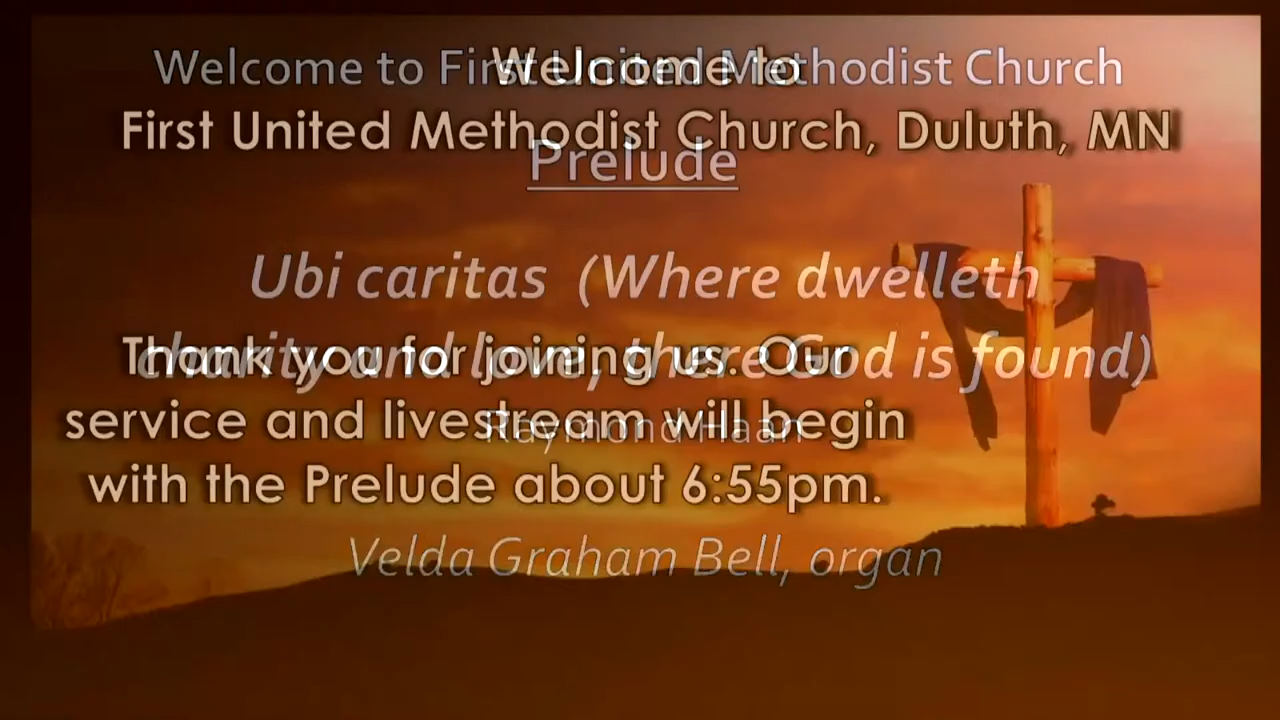 Welcome to First United Methodist Church
Welcome to
First United Methodist Church, Duluth, MN
Prelude
Ubi caritas (Where dwelleth
charity and love, there God is found)
Thank you for joining us. Our
service and livestream will begin
Raymond Haan
with the Prelude about 6:55pm.
Velda Graham Bell, organ